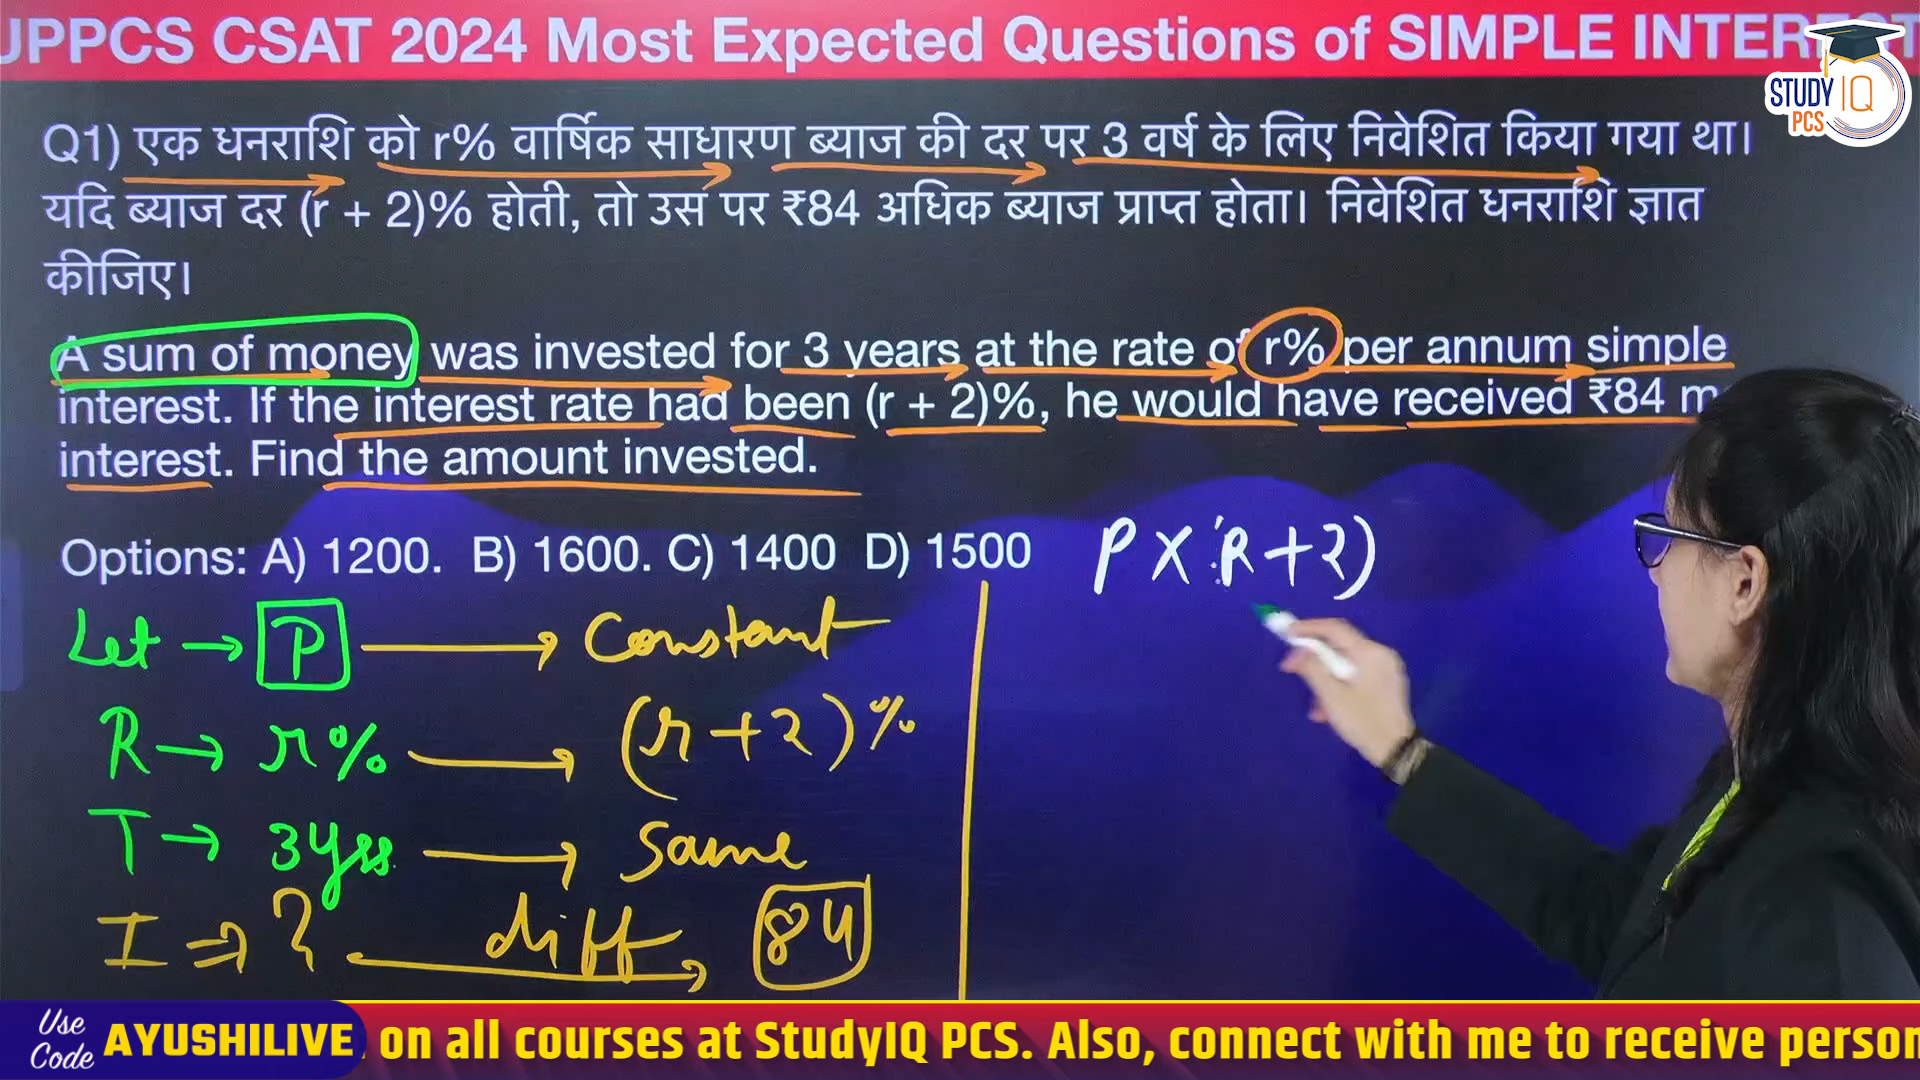 UPPCS CSAT 2024 Most Expected Questions of SIMPLE INTEREST
STUDY IQ
PCS
Q1) एक धनराशि को r% वार्षिक साधारण ब्याज की दर पर 3 वर्ष के लिए निवेशित किया गया था।
यदि ब्याज दर (r + 2)% होती, तो उस पर ₹84 अधिक ब्याज प्राप्त होता। निवेशित धनराशि ज्ञात
कीजिए।
A sum of money was invested for 3 years at the rate of r% per annum simple
interest. If the interest rate had been (r + 2)%, he would have received ₹84 m
interest. Find the amount invested.
Options: A) 1200. B) 1600. C) 1400 D) 1500
P X (R+2)
Let → P → Constant
R → r% → (r+2)%
T → 3yrs → Same
I ⇒ ? diff 84
Use Code AYUSHILIVE on all courses at StudyIQ PCS. Also, connect with me to receive person